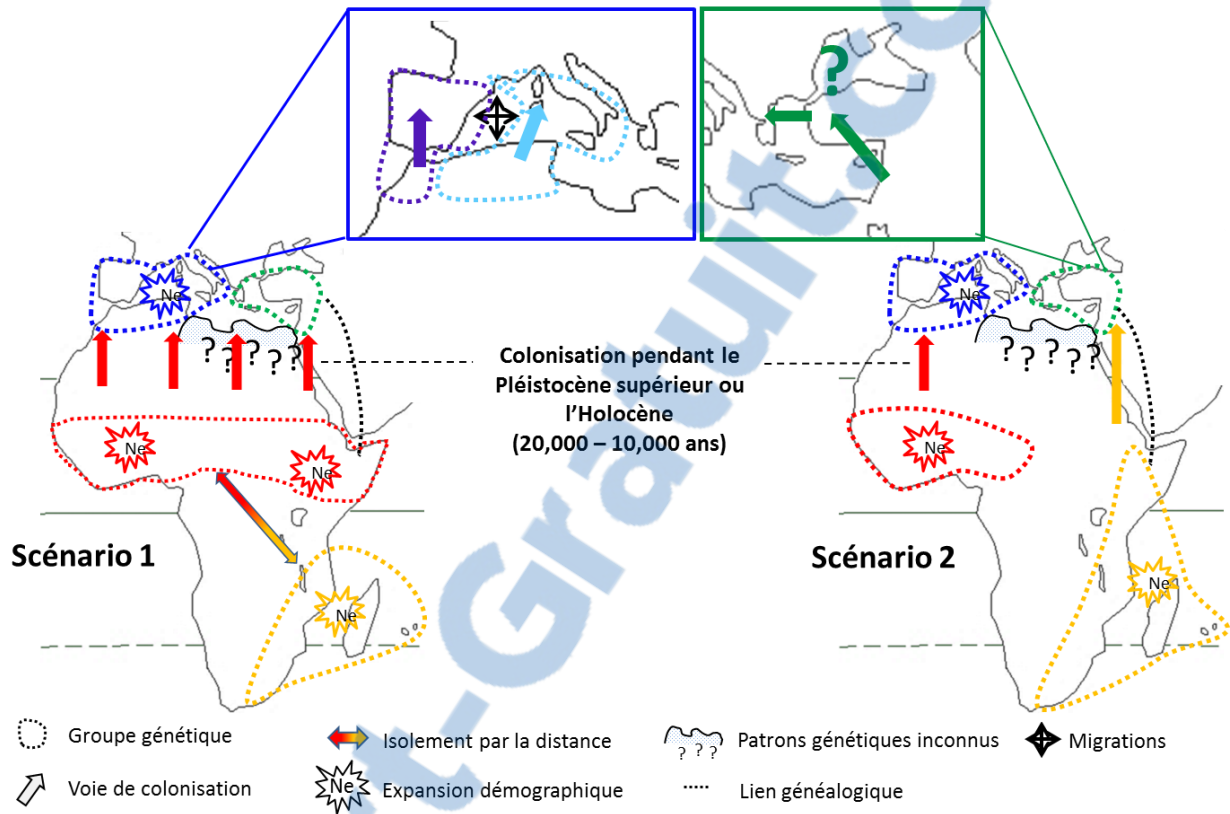 ?
Ne
Ne
? ? ? ? ?
? ? ? ? ?
Colonisation pendant le
Pléistocène supérieur ou
l’Holocène
(20,000 – 10,000 ans)
Ne
Ne
Ne
Scénario 1
Scénario 2
Ne
Ne
Groupe génétique
Isolement par la distance
? ? ?
Patrons génétiques inconnus
Migrations
Voie de colonisation
Ne
Expansion démographique
Lien généalogique
t-Gratuit.c